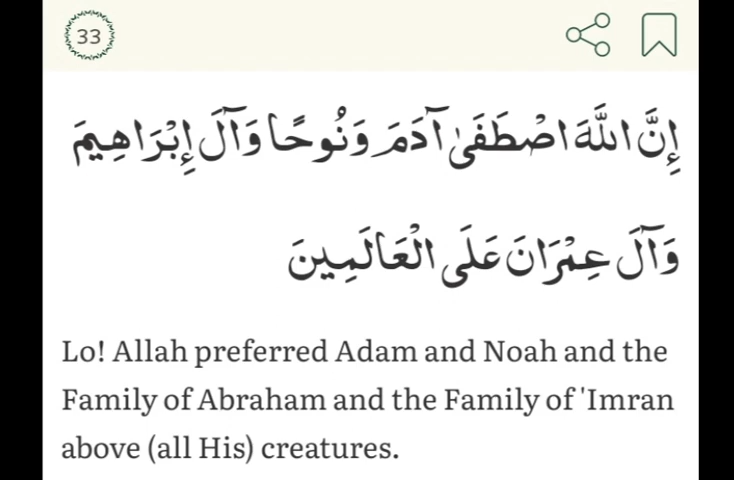 33
إِنَّ اللَّهَ اصْطَفَىٰ آدَمَ وَنُوحًا وَآلَ إِبْرَاهِيمَ
وَآلَ عِمْرَانَ عَلَى الْعَالَمِينَ
Lo! Allah preferred Adam and Noah and the
Family of Abraham and the Family of 'Imran
above (all His) creatures.